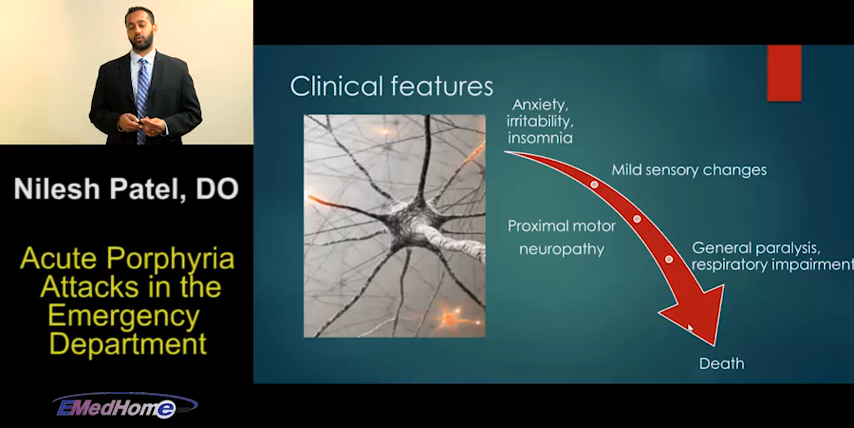 Nilesh Patel, DO
Acute Porphyria
Attacks in the
Emergency
Department
EMedHome
Clinical features
Anxiety,
irritability,
insomnia
Mild sensory changes
Proximal motor
neuropathy
General paralysis,
respiratory impairment
Death